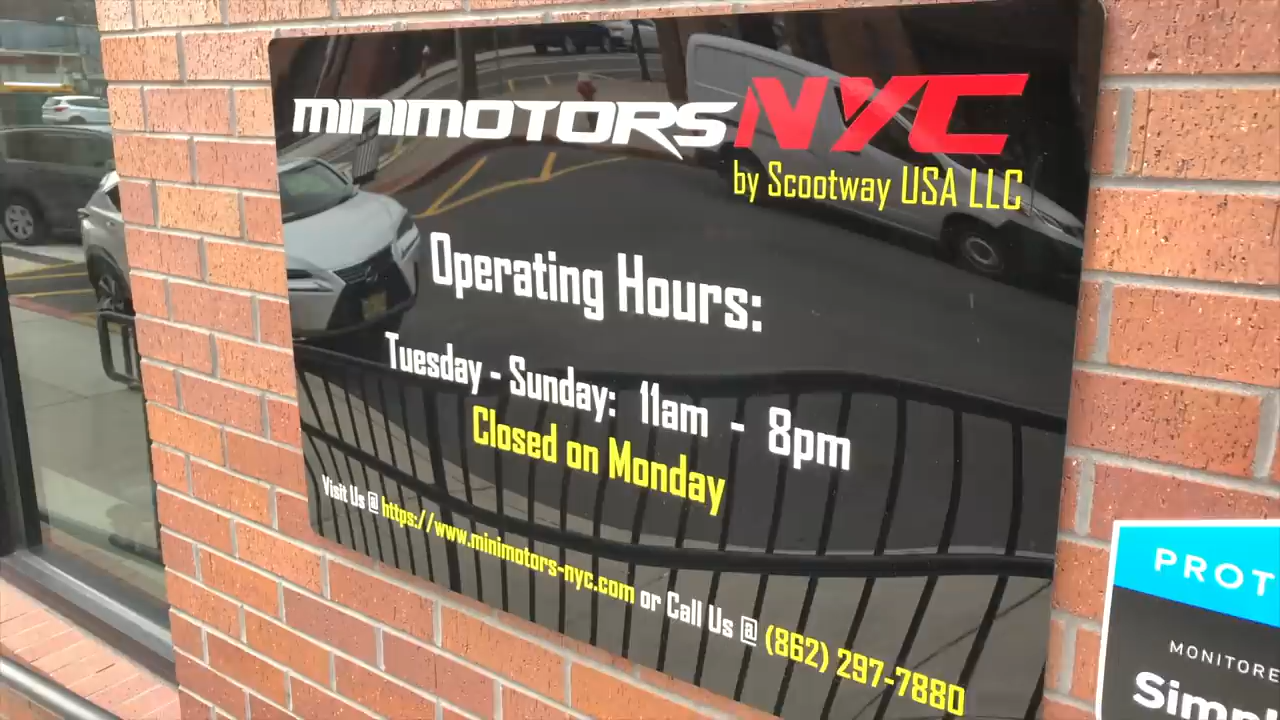 MINIMOTORS NYC
by Scootway USA LLC
Operating Hours:
Tuesday - Sunday: 11am - 8pm
Closed on Monday
Visit Us @ https://www.minimotors-nyc.com or Call Us @ (862) 297-7880
PROT
MONITORE
Simpl